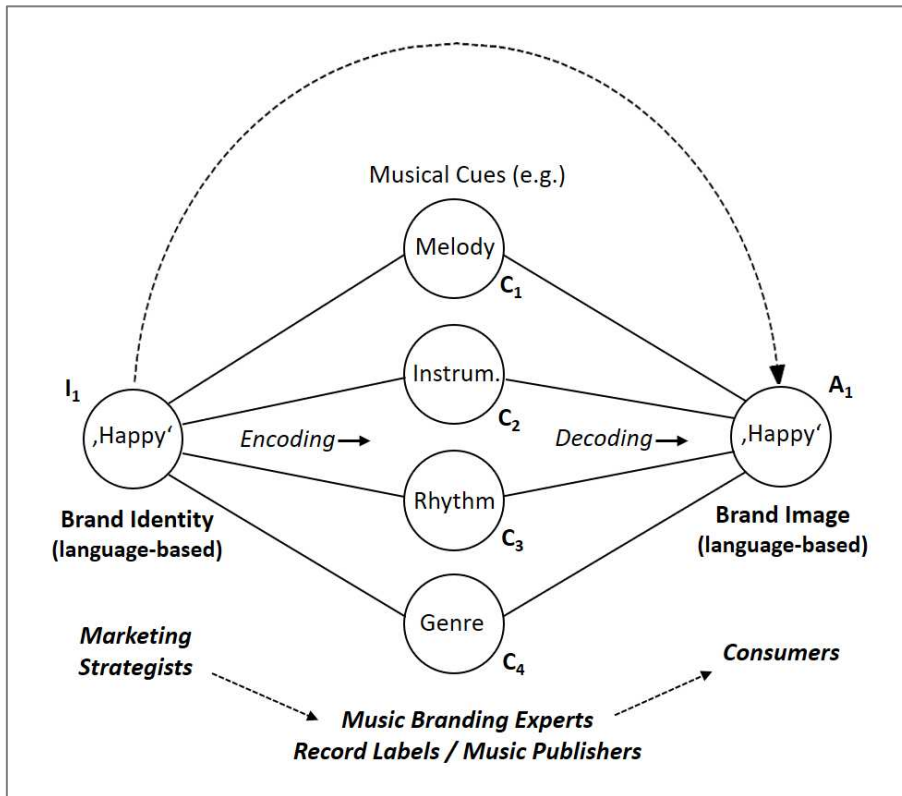 Musical Cues (e.g.)
Melody
C₁
Instrum.
C₂
I₁
A₁
‚Happy‘
Encoding
Decoding
‚Happy‘
Rhythm
C₃
Brand Identity
(language-based)
Brand Image
(language-based)
Genre
C₄
Marketing
Strategists
Consumers
Music Branding Experts
Record Labels / Music Publishers